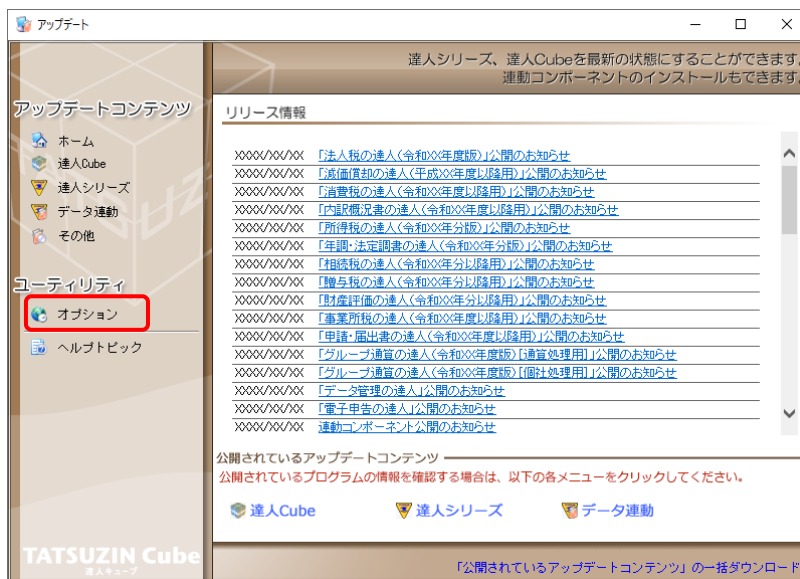 アップデート
達人シリーズ、達人Cubeを最新の状態にすることができます。
連動コンポーネントのインストールもできます。
アップデートコンテンツ
ホーム
達人Cube
達人シリーズ
データ連動
その他
ユーティリティ
オプション
ヘルプトピック
TATSUZIN Cube
達人キューブ
リリース情報
XXXX/XX/XX 「法人税の達人(令和XX年度版)」公開のお知らせ
XXXX/XX/XX 「減価償却の達人(平成XX年度以降用)」公開のお知らせ
XXXX/XX/XX 「消費税の達人(令和XX年度以降用)」公開のお知らせ
XXXX/XX/XX 「内訳概況書の達人(令和XX年度以降用)」公開のお知らせ
XXXX/XX/XX 「所得税の達人(令和XX年分版)」公開のお知らせ
XXXX/XX/XX 「年調・法定調書の達人(令和XX年分版)」公開のお知らせ
XXXX/XX/XX 「相続税の達人(令和XX年分以降用)」公開のお知らせ
XXXX/XX/XX 「贈与税の達人(令和XX年分以降用)」公開のお知らせ
XXXX/XX/XX 「財産評価の達人(令和XX年分以降用)」公開のお知らせ
XXXX/XX/XX 「事業所税の達人(令和XX年度以降用)」公開のお知らせ
XXXX/XX/XX 「申請・届出書の達人(令和XX年度以降用)」公開のお知らせ
XXXX/XX/XX 「グループ通算の達人(令和XX年度版)[通算処理用]」公開のお知らせ
XXXX/XX/XX 「グループ通算の達人(令和XX年度版)[個社処理用]」公開のお知らせ
XXXX/XX/XX 「データ管理の達人」公開のお知らせ
XXXX/XX/XX 「電子申告の達人」公開のお知らせ
XXXX/XX/XX 連動コンポーネント公開のお知らせ
公開されているアップデートコンテンツ
公開されているプログラムの情報を確認する場合は、以下の各メニューをクリックしてください。
達人Cube 達人シリーズ データ連動
「公開されているアップデートコンテンツ」の一括ダウンロード